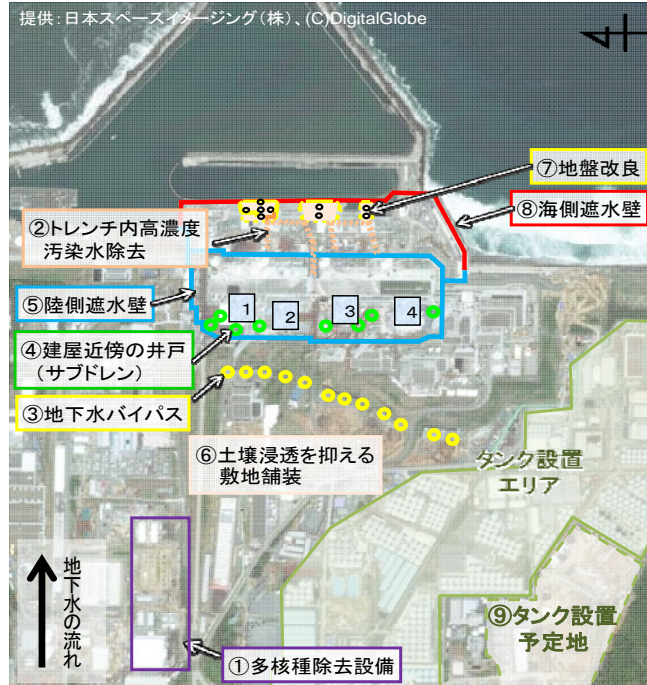 提供:日本スペースイメージング(株)、(C)DigitalGlobe
⑦地盤改良
⑧海側遮水壁
②トレンチ内高濃度
汚染水除去
⑤陸側遮水壁
1
2
3
4
④建屋近傍の井戸
(サブドレン)
③地下水バイパス
⑥土壌浸透を抑える
敷地舗装
タンク設置
エリア
地下水の流れ
⑨タンク設置
予定地
①多核種除去設備